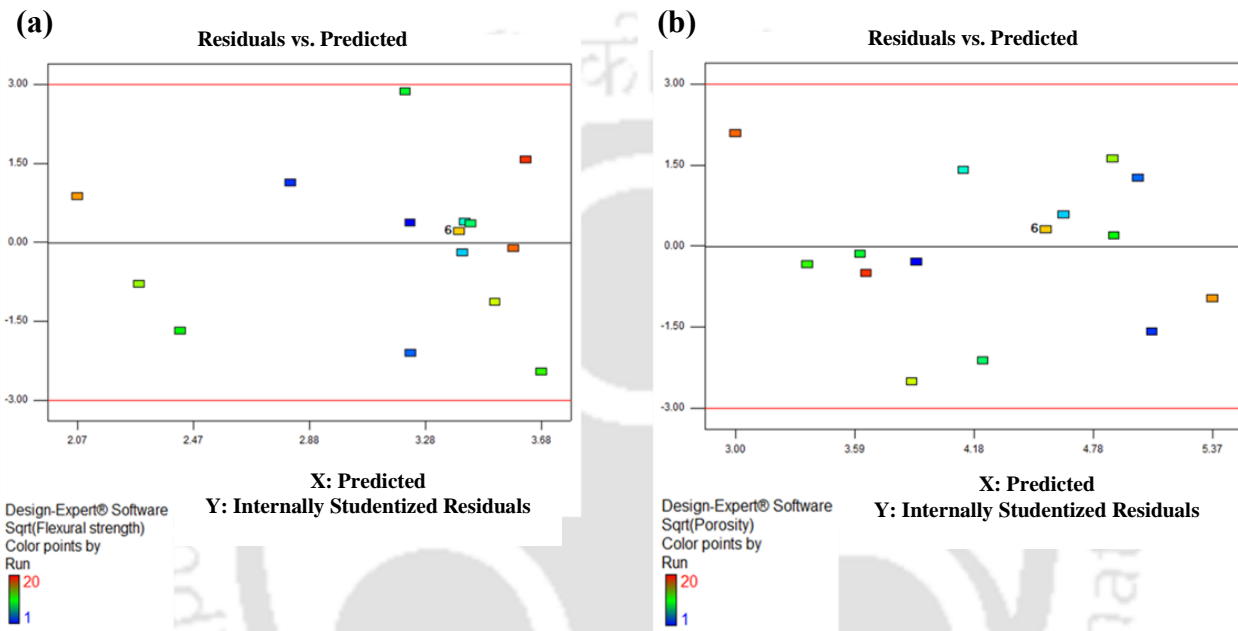 (a)
Residuals vs. Predicted
3.00
1.50
0.00
-1.50
-3.00
6
2.07
2.47
2.88
3.28
3.68
X: Predicted
Y: Internally Studentized Residuals
Design-Expert® Software
Sqrt(Flexural strength)
Color points by
Run
20
1
(b)
Residuals vs. Predicted
3.00
1.50
0.00
-1.50
-3.00
6
3.00
3.59
4.18
4.78
5.37
X: Predicted
Y: Internally Studentized Residuals
Design-Expert® Software
Sqrt(Porosity)
Color points by
Run
20
1